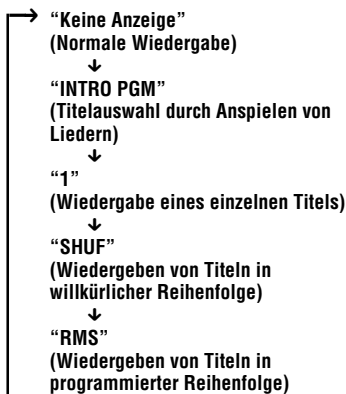 “Keine Anzeige”
(Normale Wiedergabe)
“INTRO PGM”
(Titelauswahl durch Anspielen von
Liedern)
“1”
(Wiedergabe eines einzelnen Titels)
“SHUF”
(Wiedergeben von Titeln in
willkürlicher Reihenfolge)
“RMS”
(Wiedergeben von Titeln in
programmierter Reihenfolge)